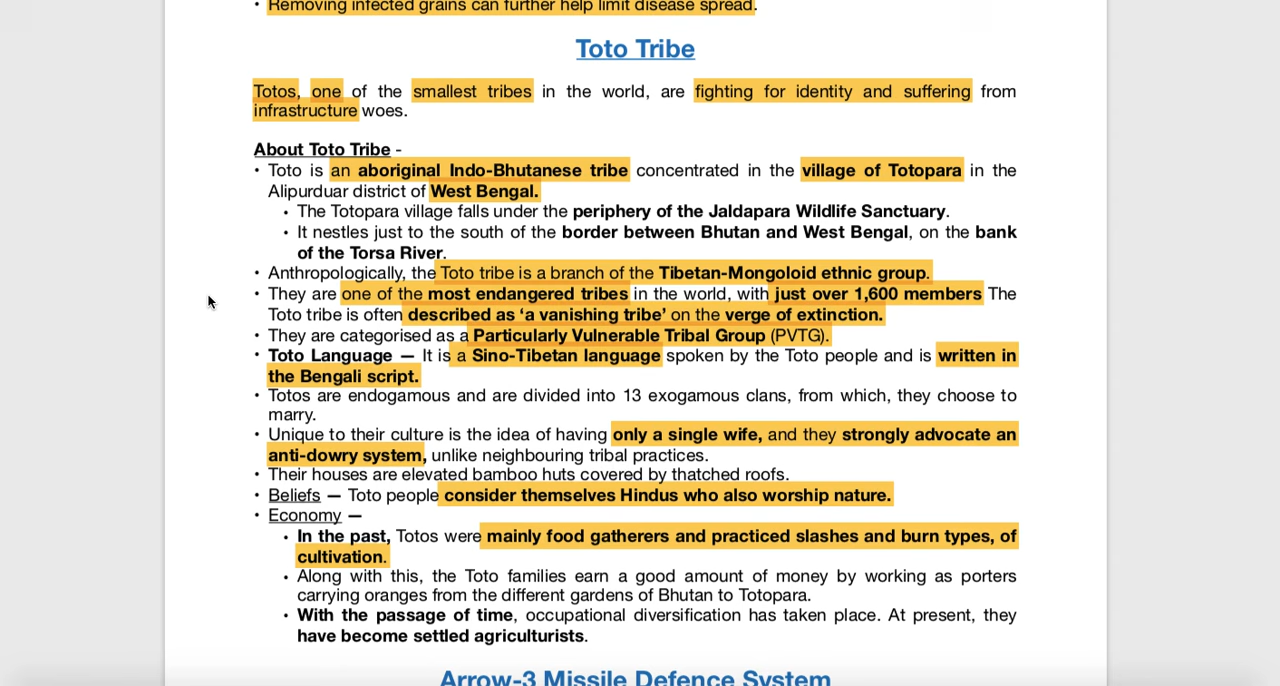 • Removing infected grains can further help limit disease spread.
Toto Tribe
Totos, one of the smallest tribes in the world, are fighting for identity and suffering from
infrastructure woes.
About Toto Tribe -
• Toto is an aboriginal Indo-Bhutanese tribe concentrated in the village of Totopara in the
Alipurduar district of West Bengal.
• The Totopara village falls under the periphery of the Jaldapara Wildlife Sanctuary.
• It nestles just to the south of the border between Bhutan and West Bengal, on the bank
of the Torsa River.
• Anthropologically, the Toto tribe is a branch of the Tibetan-Mongoloid ethnic group.
• They are one of the most endangered tribes in the world, with just over 1,600 members The
Toto tribe is often described as ‘a vanishing tribe’ on the verge of extinction.
• They are categorised as a Particularly Vulnerable Tribal Group (PVTG).
• Toto Language — It is a Sino-Tibetan language spoken by the Toto people and is written in
the Bengali script.
• Totos are endogamous and are divided into 13 exogamous clans, from which, they choose to
marry.
• Unique to their culture is the idea of having only a single wife, and they strongly advocate an
anti-dowry system, unlike neighbouring tribal practices.
• Their houses are elevated bamboo huts covered by thatched roofs.
• Beliefs — Toto people consider themselves Hindus who also worship nature.
• Economy —
• In the past, Totos were mainly food gatherers and practiced slashes and burn types, of
cultivation.
• Along with this, the Toto families earn a good amount of money by working as porters
carrying oranges from the different gardens of Bhutan to Totopara.
• With the passage of time, occupational diversification has taken place. At present, they
have become settled agriculturists.
Arrow-3 Missile Defence System